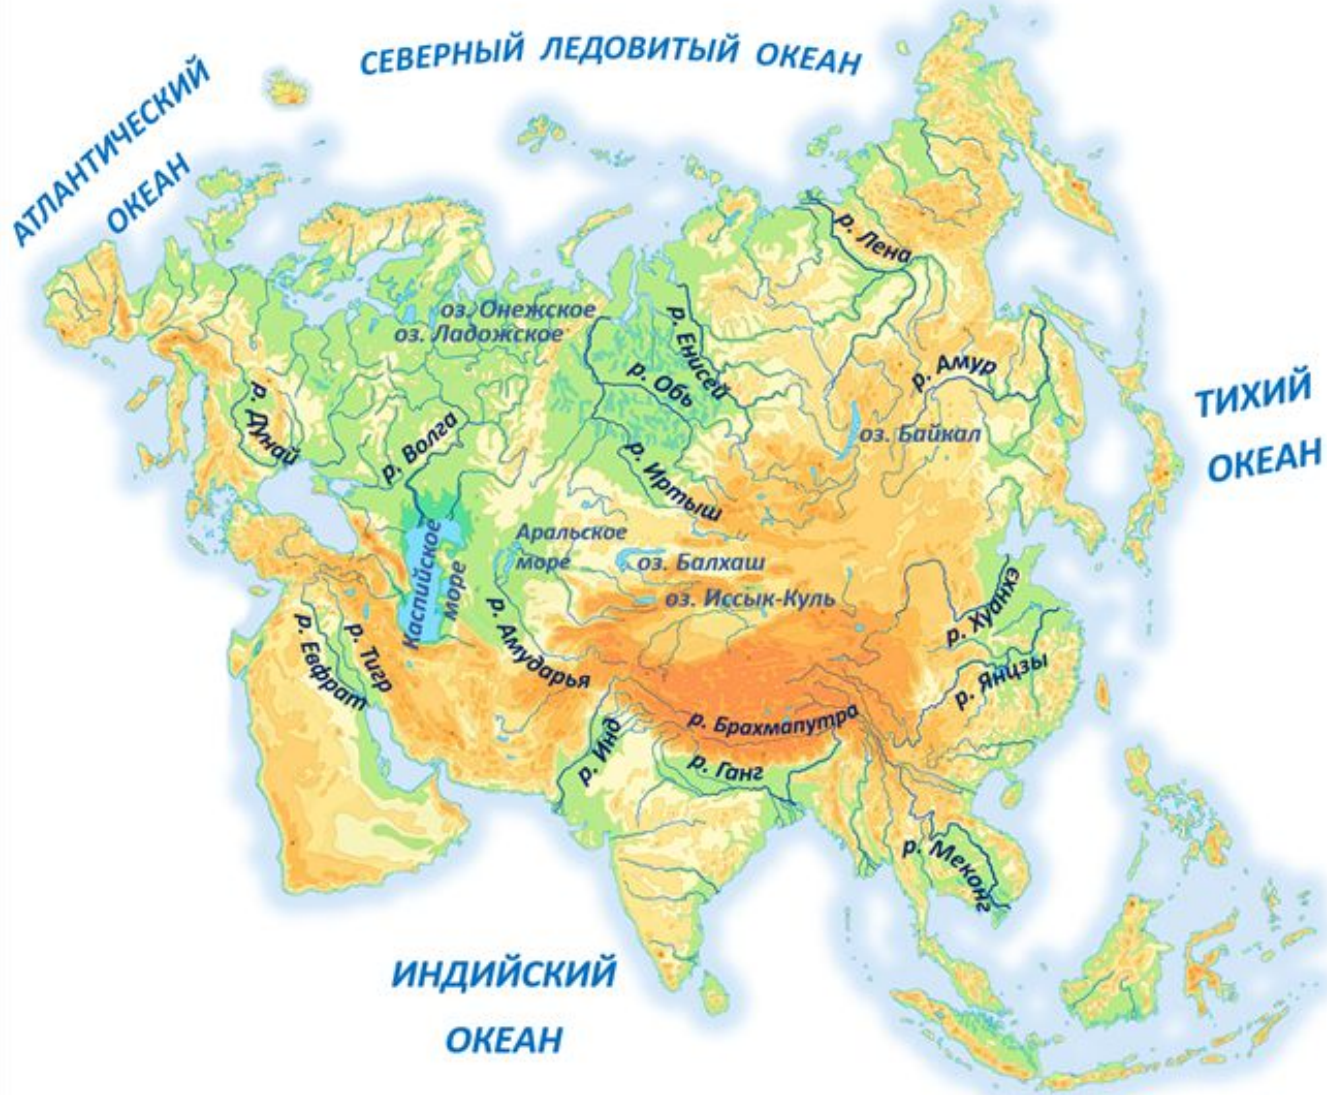 СЕВЕРНЫЙ ЛЕДОВИТЫЙ ОКЕАН
АТЛАНТИЧЕСКИЙ
ОКЕАН
р. Лена
оз. Онежское
оз. Ладожское
р. Енисей
р. Обь
р. Амур
ТИХИЙ
ОКЕАН
р. Дунай
р. Волга
оз. Байкал
р. Иртыш
Аральское
море
оз. Балхаш
Каспийское
море
оз. Иссык-Куль
р. Хуанхэ
р. Евфрат
р. Тигр
р. Амударья
р. Янцзы
р. Брахмапутра
р. Инд
р. Ганг
р. Меконг
ИНДИЙСКИЙ
ОКЕАН